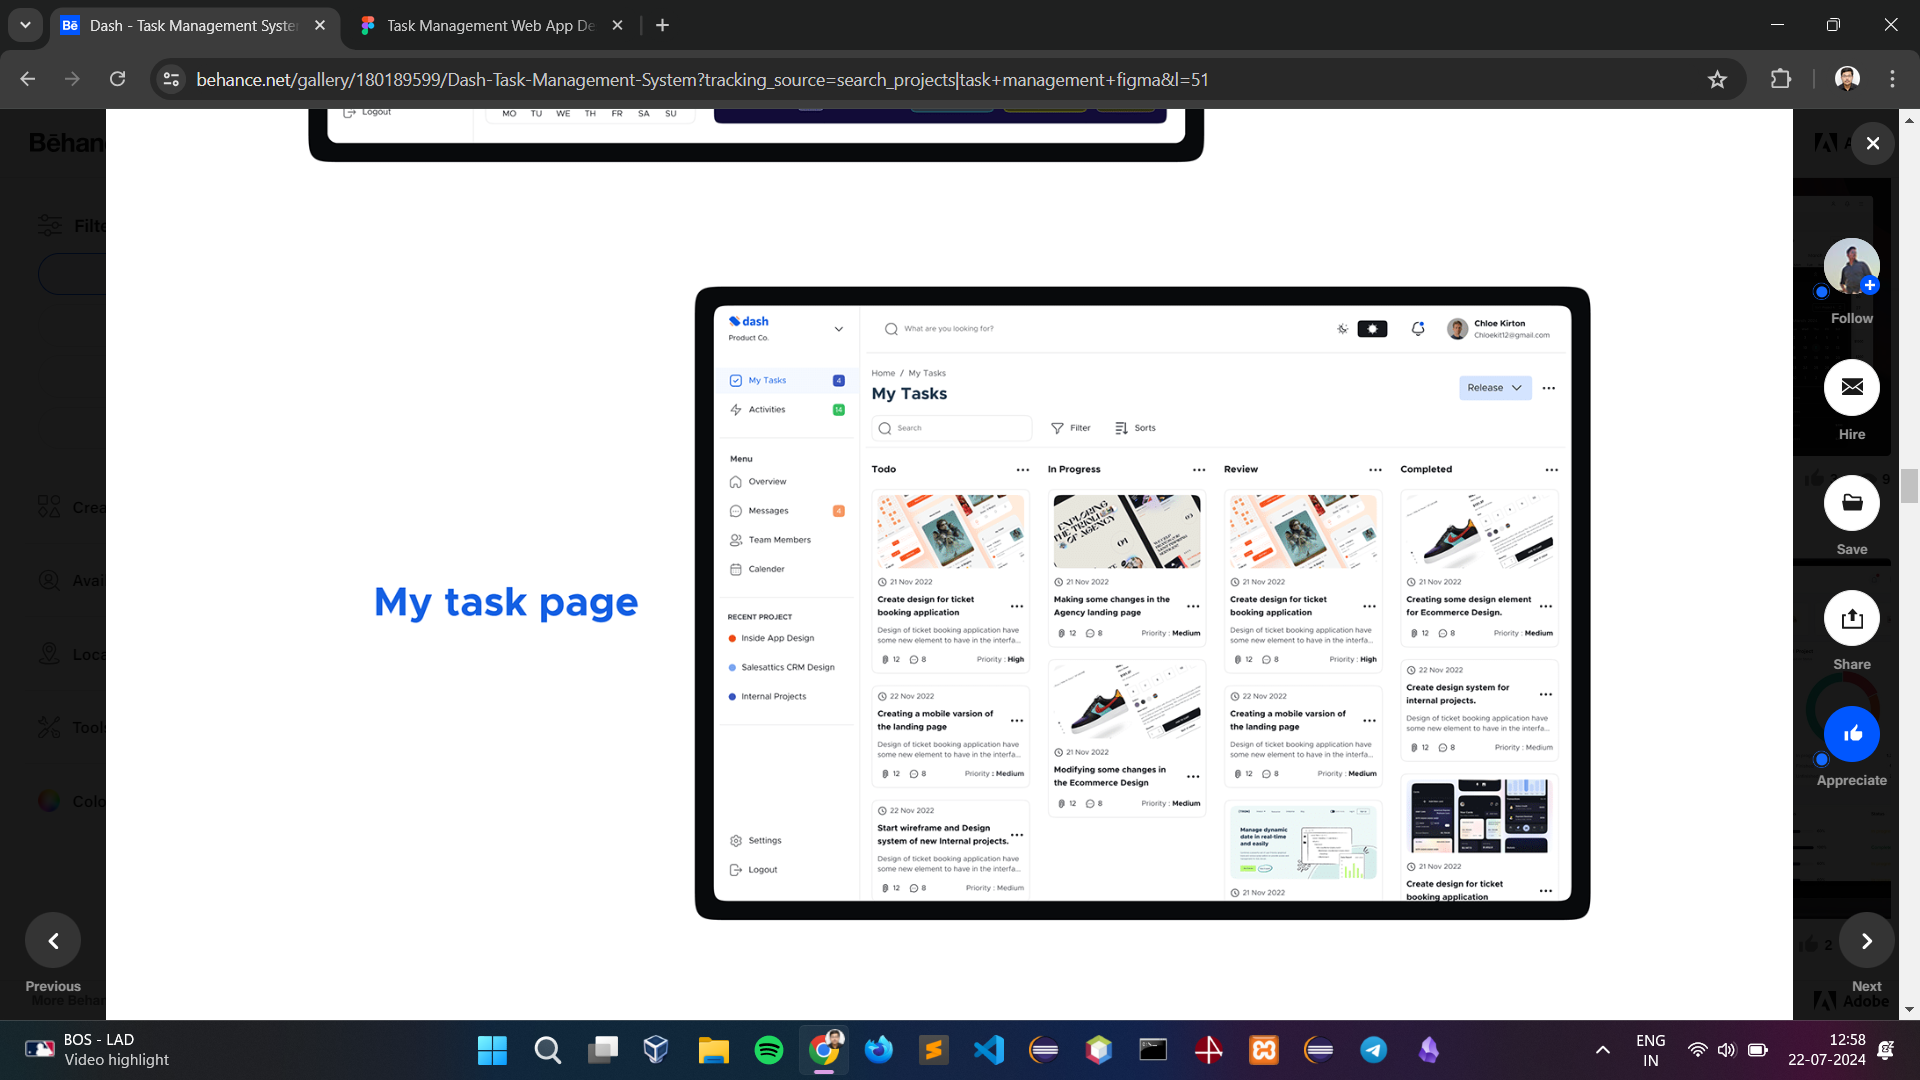 Dash - Task Management Syste
Task Management Web App De
behance.net/gallery/180189599/Dash-Task-Management-System?tracking_source=search_projects|task+management+figma&l=51
Logout
MO TU WE TH FR SA SU
Bēhan
Filte
Crea
Avai
Loca
Tools
Colo
My task page
dash
Product Co.
What are you looking for?
Chloe Kirton
Chloekit12@gmail.com
My Tasks 4
Activities 14
Menu
Overview
Messages 4
Team Members
Calender
RECENT PROJECT
Inside App Design
Salesattics CRM Design
Internal Projects
Settings
Logout
Home / My Tasks
My Tasks
Release
Search
Filter
Sorts
Todo
21 Nov 2022
Create design for ticket
booking application
Design of ticket booking application have
some new element to have in the interfa...
12 8 Priority : High
22 Nov 2022
Creating a mobile varsion of
the landing page
Design of ticket booking application have
some new element to have in the interfa...
12 8 Priority : Medium
22 Nov 2022
Start wireframe and Design
system of new Internal projects.
Design of ticket booking application have
some new element to have in the interfa...
12 8 Priority : Medium
In Progress
EXPLORING
OF AGENCY
21 Nov 2022
Making some changes in the
Agency landing page
12 8 Priority : Medium
21 Nov 2022
Modifying some changes in
the Ecommerce Design
12 8 Priority : Medium
Review
21 Nov 2022
Create design for ticket
booking application
Design of ticket booking application have
some new element to have in the interfa...
12 8 Priority : High
22 Nov 2022
Creating a mobile varsion of
the landing page
Design of ticket booking application have
some new element to have in the interfa...
12 8 Priority : Medium
Manage dynamic
data in real-time
and easily
21 Nov 2022
Completed
21 Nov 2022
Creating some design element
for Ecommerce Design.
12 8 Priority : Medium
22 Nov 2022
Create design system for
internal projects.
Design of ticket booking application have
some new element to have in the interfa...
12 8 Priority : Medium
21 Nov 2022
Create design for ticket
booking application
Follow
Hire
Save
Share
Appreciate
Previous
More Behan
Next
Adobe
BOS - LAD
Video highlight
ENG
IN
12:58
22-07-2024